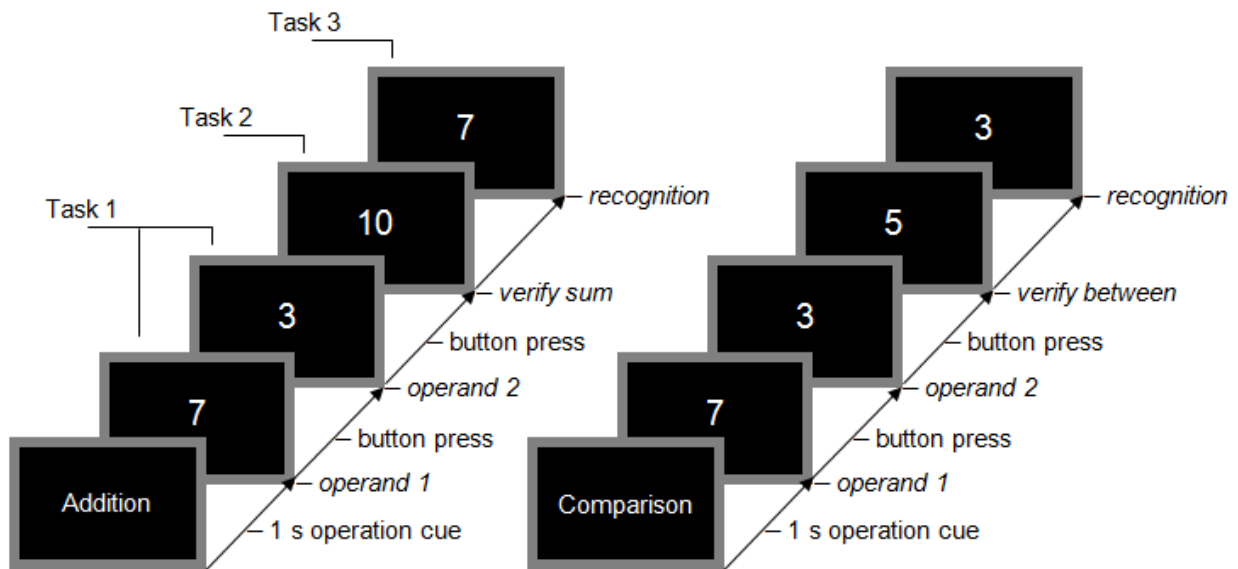 Task 3
7
Task 2
recognition
10
Task 1
verify sum
3
button press
operand 2
7
button press
operand 1
Addition
1 s operation cue
3
recognition
5
verify between
3
button press
operand 2
7
button press
operand 1
Comparison
1 s operation cue